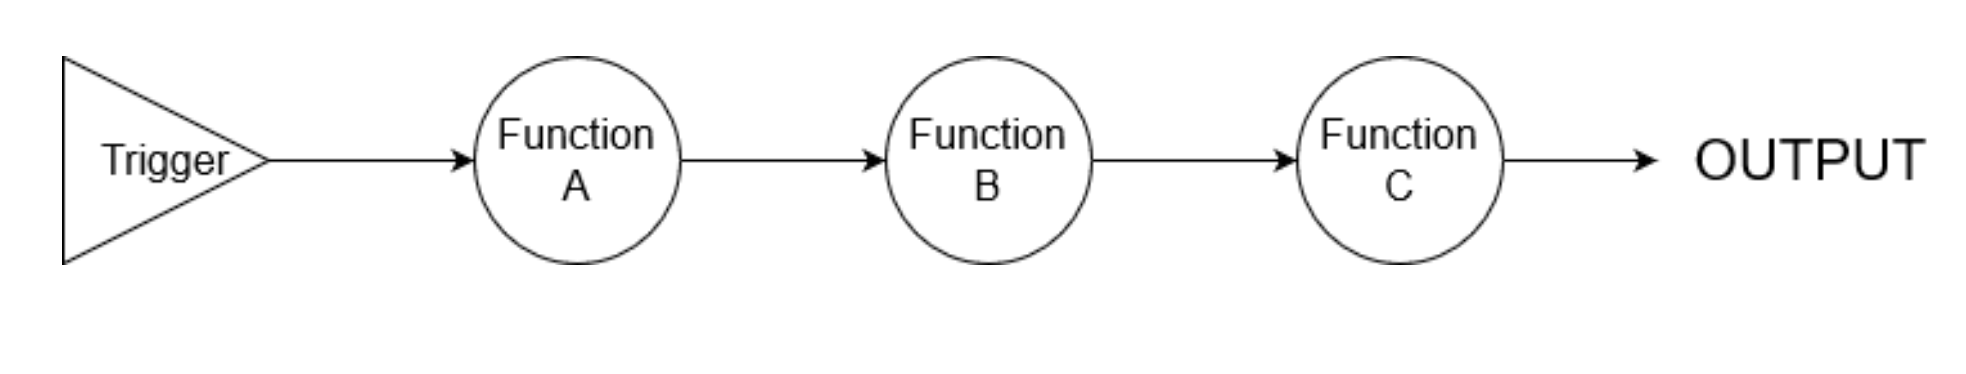 Trigger
Function
A
Function
B
Function
C
OUTPUT